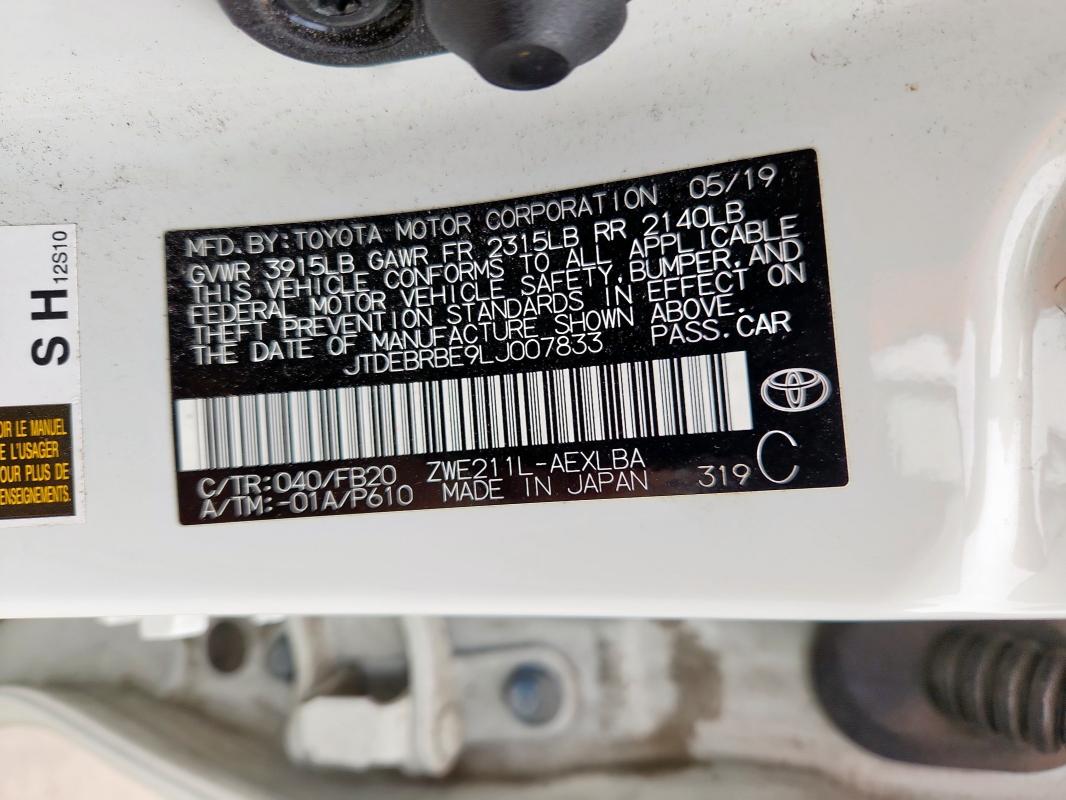 MFD. BY: TOYOTA MOTOR CORPORATION 05/19
GVWR 3915LB GAWR FR 2315LB RR 2140LB
THIS VEHICLE CONFORMS TO ALL APPLICABLE
FEDERAL MOTOR VEHICLE SAFETY, BUMPER, AND
THEFT PREVENTION STANDARDS IN EFFECT ON
THE DATE OF MANUFACTURE SHOWN ABOVE.
JTDEBRBE9LJ007833 PASS. CAR
C/TR: 040/FB20 ZWE211L-AEXLBA
A/TM: -01A/P610 MADE IN JAPAN 319 C
SH 12S10
LE MANUEL
L'USAGER
PLUS DE